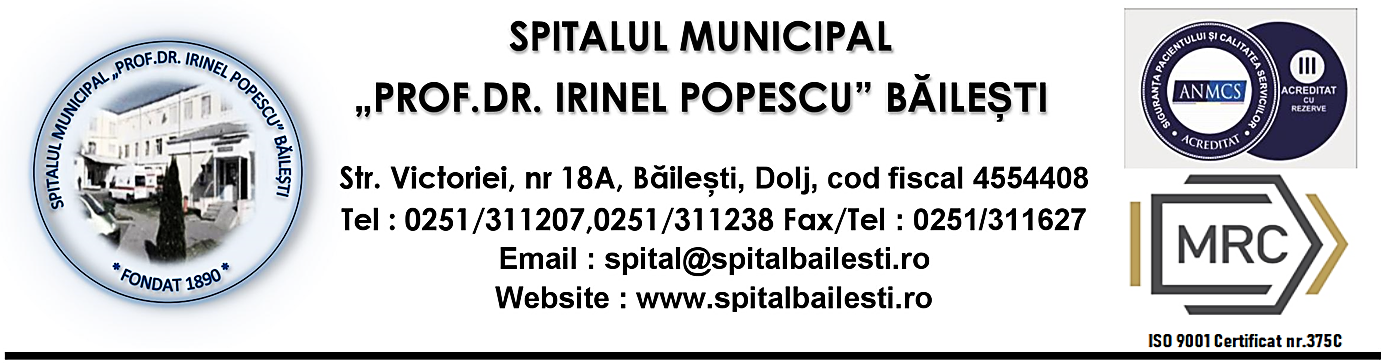 SPITALUL MUNICIPAL „PROF.DR. IRINEL POPESCU” BĂILEȘTI
* FONDAT 1890 *
SPITALUL MUNICIPAL
„PROF.DR. IRINEL POPESCU” BĂILEȘTI
Str. Victoriei, nr 18A, Băilești, Dolj, cod fiscal 4554408
Tel : 0251/311207,0251/311238 Fax/Tel : 0251/311627
Email : spital@spitalbailesti.ro
Website : www.spitalbailesti.ro
SIGURANȚA PACIENTULUI ȘI CALITATEA SERVICIILOR
ANMCS
• ACREDITAT •
III
ACREDITAT
CU
REZERVE
MRC
ISO 9001 Certificat nr.375C